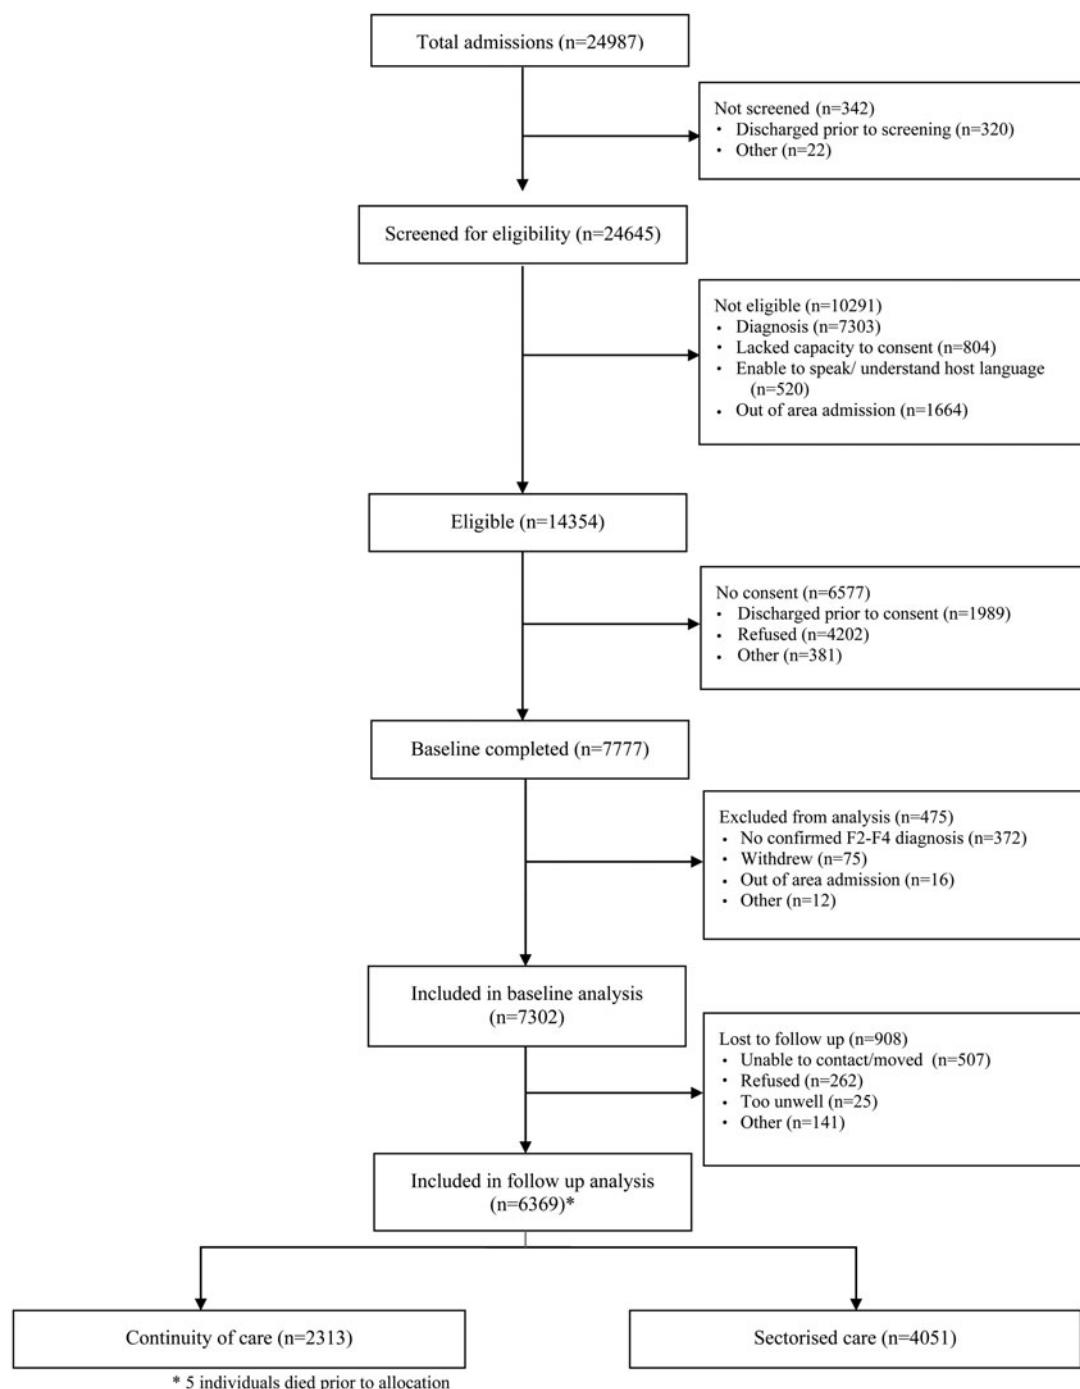 Total admissions (n=24987)
Not screened (n=342)
• Discharged prior to screening (n=320)
• Other (n=22)
Screened for eligibility (n=24645)
Not eligible (n=10291)
• Diagnosis (n=7303)
• Lacked capacity to consent (n=804)
• Enable to speak/ understand host language
(n=520)
• Out of area admission (n=1664)
Eligible (n=14354)
No consent (n=6577)
• Discharged prior to consent (n=1989)
• Refused (n=4202)
• Other (n=381)
Baseline completed (n=7777)
Excluded from analysis (n=475)
• No confirmed F2-F4 diagnosis (n=372)
• Withdrew (n=75)
• Out of area admission (n=16)
• Other (n=12)
Included in baseline analysis
(n=7302)
Lost to follow up (n=908)
• Unable to contact/moved (n=507)
• Refused (n=262)
• Too unwell (n=25)
• Other (n=141)
Included in follow up analysis
(n=6369)*
Continuity of care (n=2313)
Sectorised care (n=4051)
* 5 individuals died prior to allocation